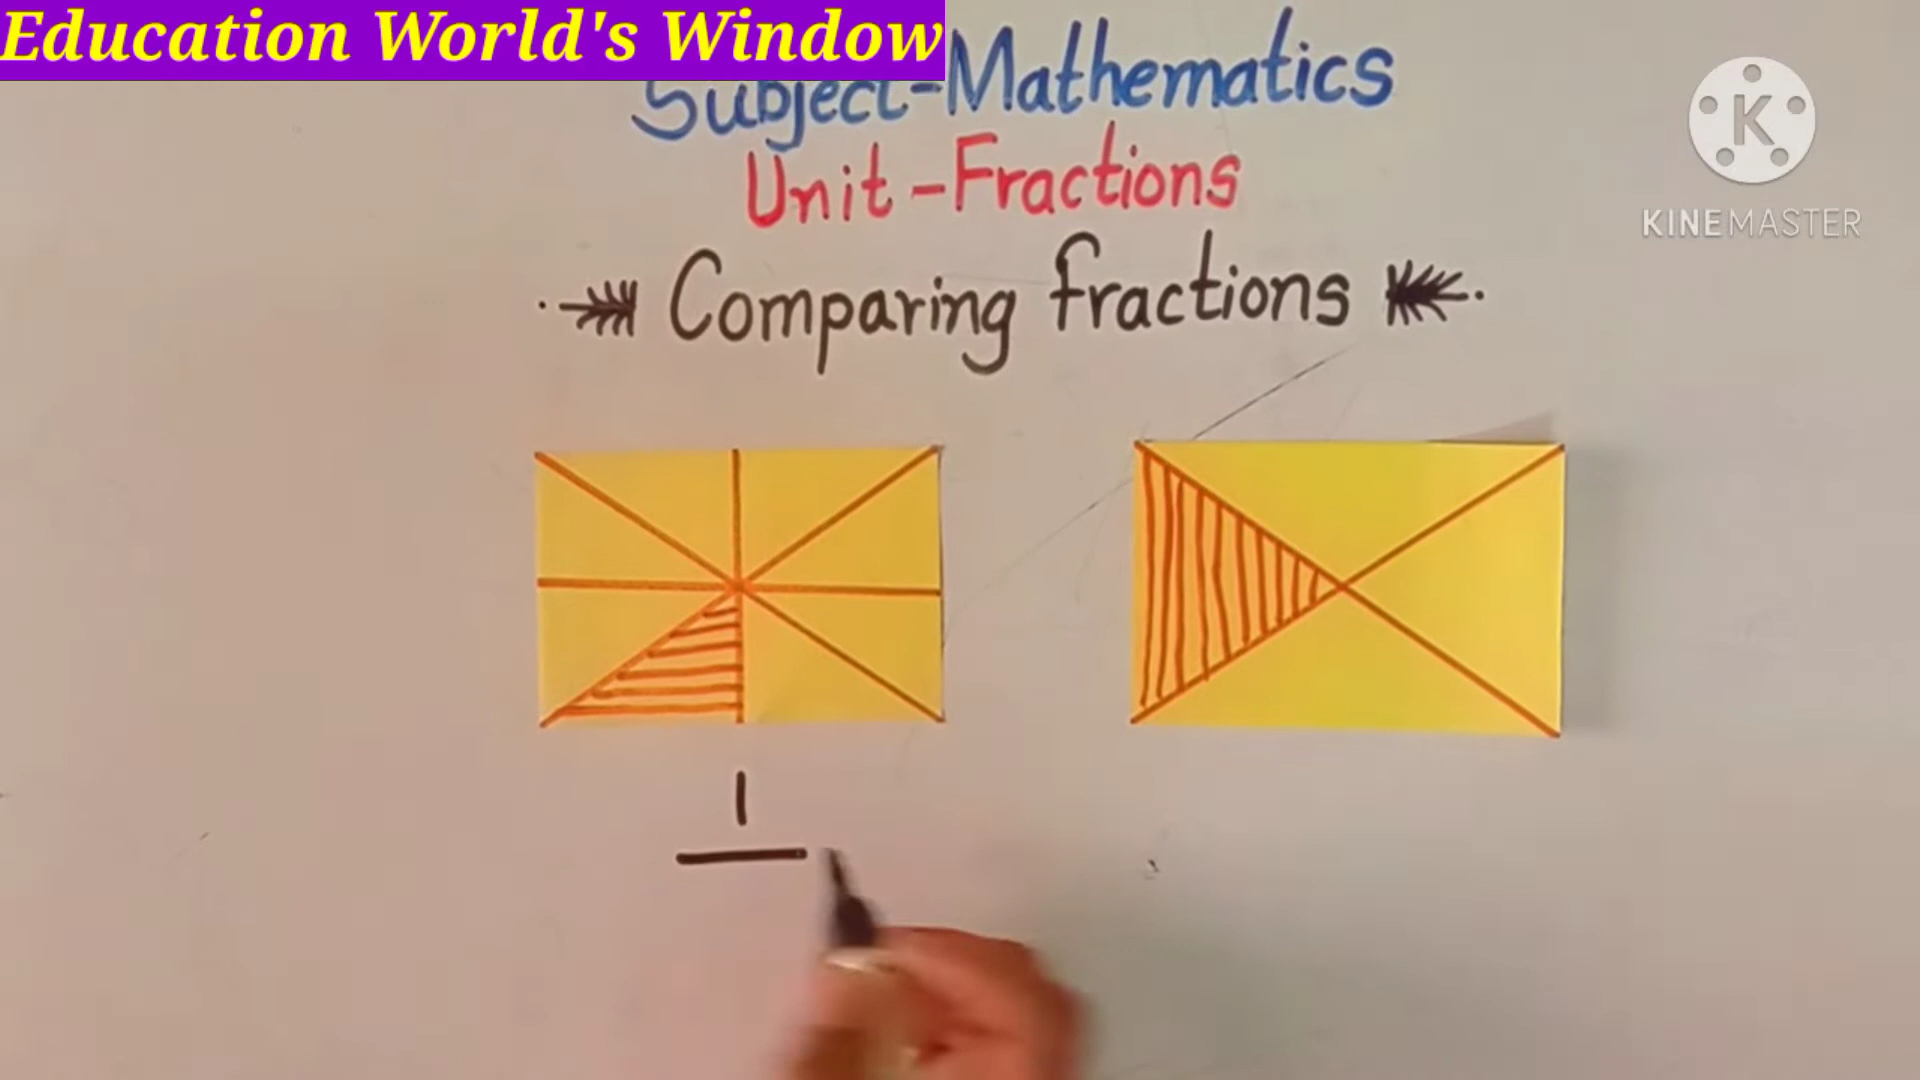 Education World's Window
Subject-Mathematics
Unit-Fractions
Comparing fractions
K
KINEMASTER
1